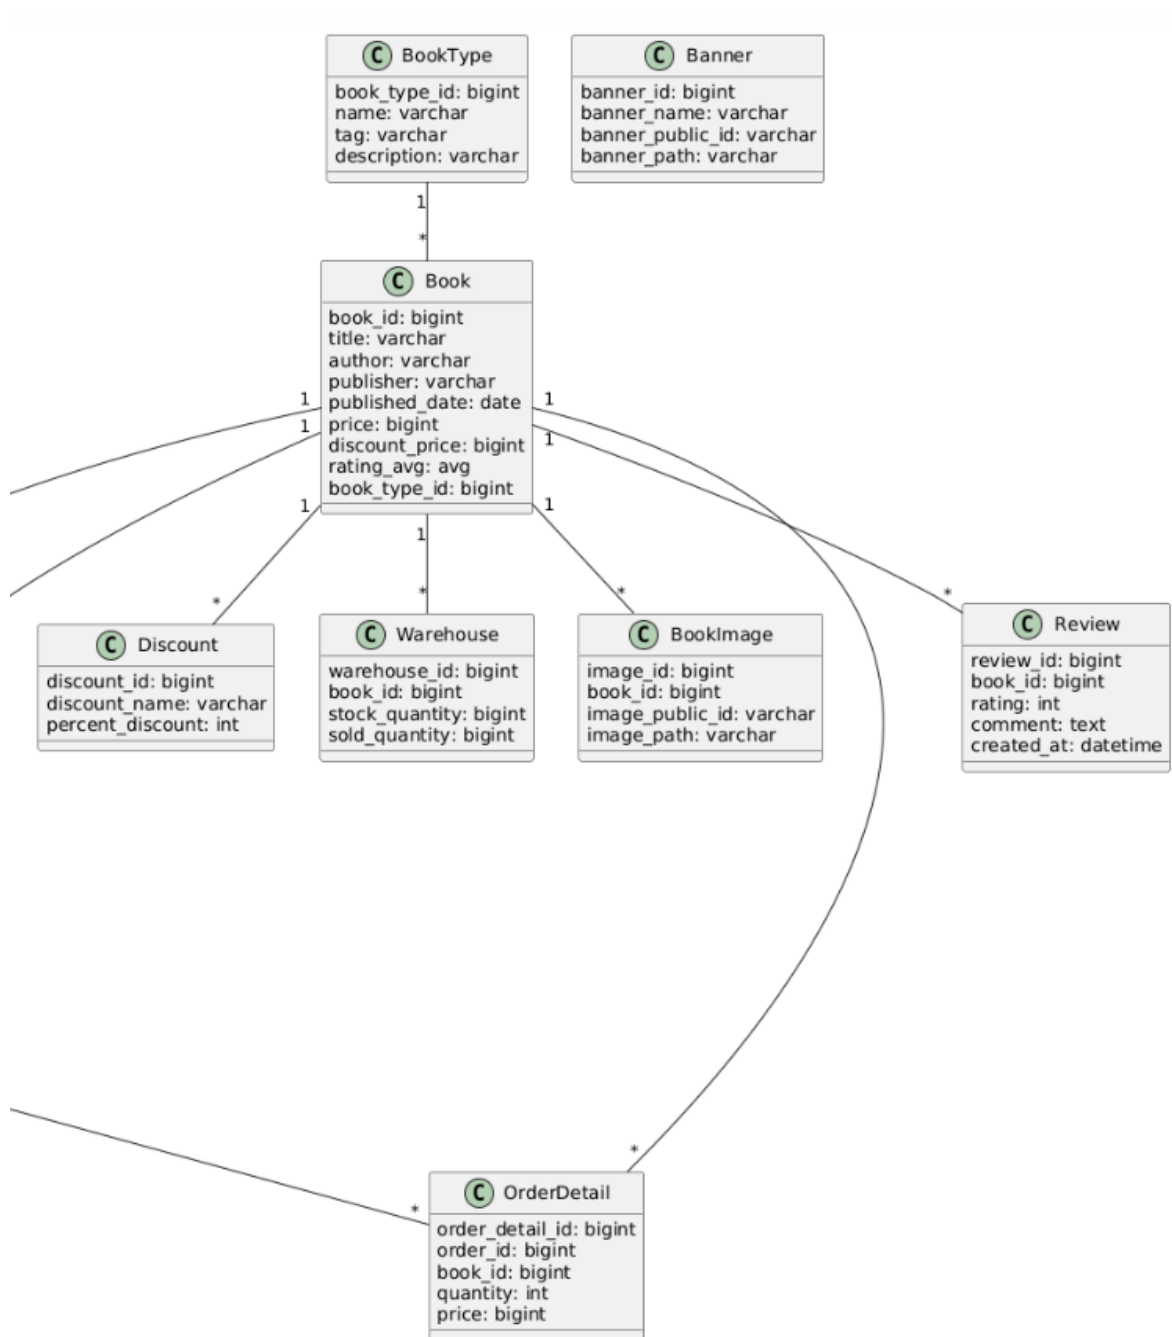 C BookType
book_type_id: bigint
name: varchar
tag: varchar
description: varchar
C Banner
banner_id: bigint
banner_name: varchar
banner_public_id: varchar
banner_path: varchar
1
*
C Book
book_id: bigint
title: varchar
author: varchar
publisher: varchar
published_date: date
price: bigint
discount_price: bigint
rating_avg: avg
book_type_id: bigint
1
1
1
1
1
1
1
*
*
*
*
C Discount
discount_id: bigint
discount_name: varchar
percent_discount: int
C Warehouse
warehouse_id: bigint
book_id: bigint
stock_quantity: bigint
sold_quantity: bigint
C BookImage
image_id: bigint
book_id: bigint
image_public_id: varchar
image_path: varchar
C Review
review_id: bigint
book_id: bigint
rating: int
comment: text
created_at: datetime
*
*
C OrderDetail
order_detail_id: bigint
order_id: bigint
book_id: bigint
quantity: int
price: bigint